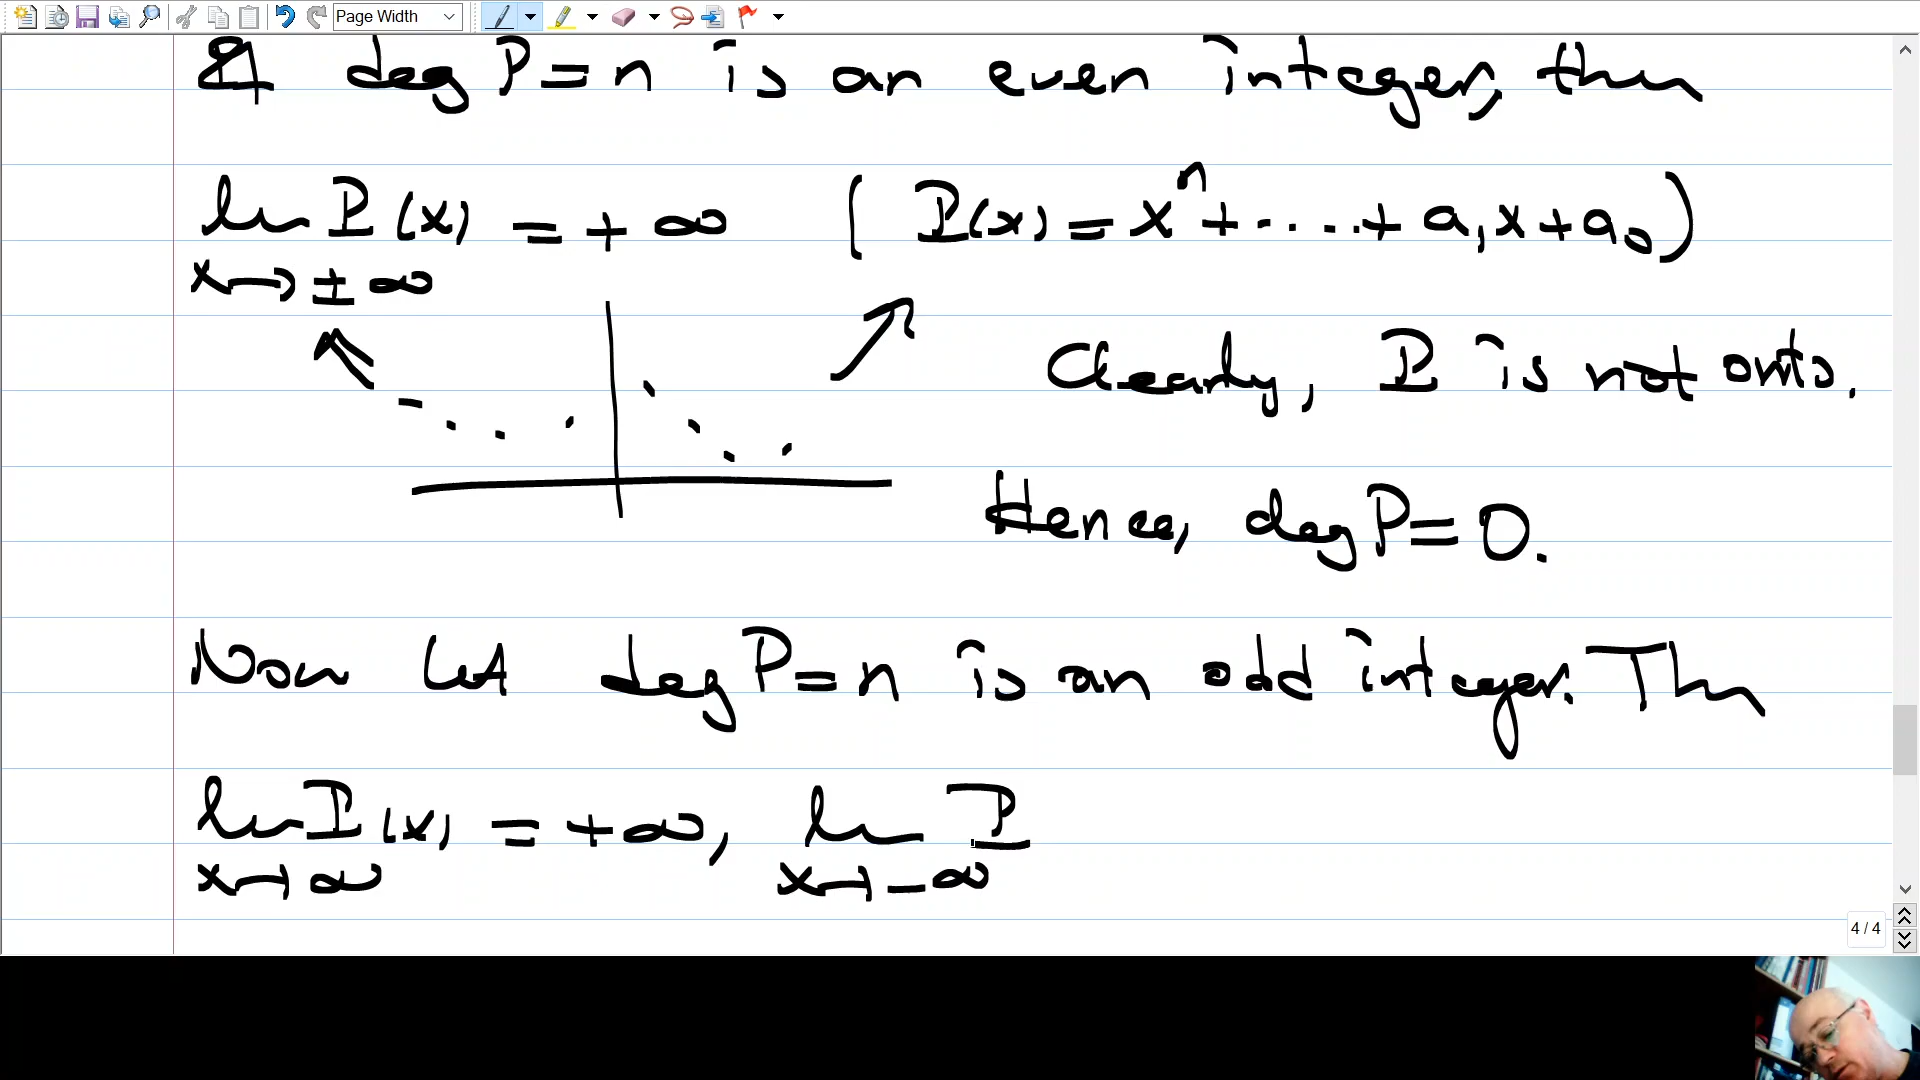 Page Width
If deg P = n is an even integer, then
lim P(x) = + ∞ ( P(x) = xⁿ + ..... + a₁x + a₀ )
x → ± ∞
Clearly, P is not onto.
Hence, deg P = 0.
Now let deg P = n is an odd integer. Then
lim P(x) = +∞, lim P
x → ∞ x → -∞
4 / 4